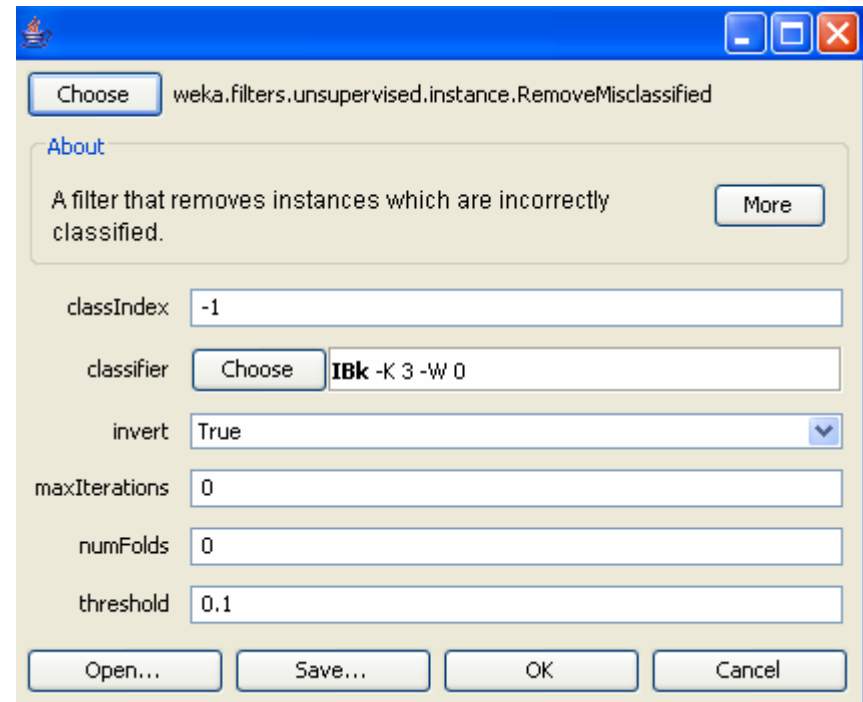 Choose weka.filters.unsupervised.instance.RemoveMisclassified
About
A filter that removes instances which are incorrectly
classified.
More
classIndex -1
classifier Choose IBk -K 3 -W 0
invert True
maxIterations 0
numFolds 0
threshold 0.1
Open... Save... OK Cancel